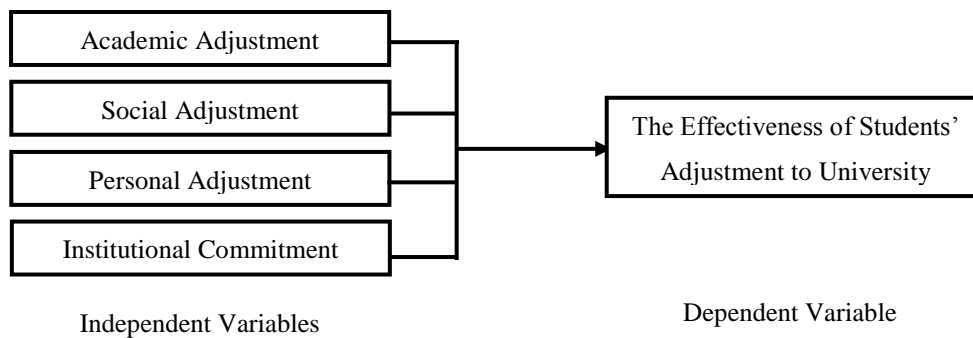 Academic Adjustment
Social Adjustment
Personal Adjustment
Institutional Commitment
Independent Variables
The Effectiveness of Students’
Adjustment to University
Dependent Variable